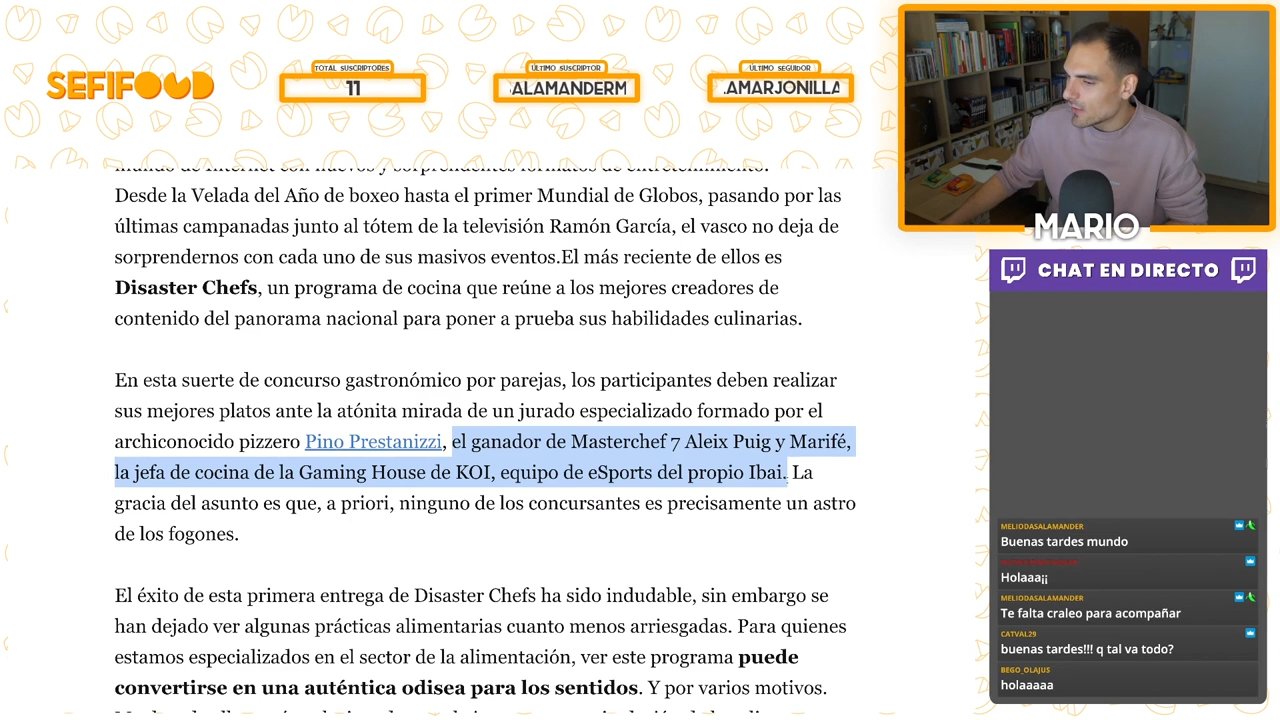 SEFIFOOD
TOTAL SUSCRIPTORES
11
ÚLTIMO SUSCRIPTOR
ALAMANDERM
ÚLTIMO SEGUIDOR
.AMARJONILLA
MARIO
CHAT EN DIRECTO
mundo de Internet con nuevos y sorprendentes formatos de entretenimiento.
Desde la Velada del Año de boxeo hasta el primer Mundial de Globos, pasando por las
últimas campanadas junto al tótem de la televisión Ramón García, el vasco no deja de
sorprendernos con cada uno de sus masivos eventos.El más reciente de ellos es
Disaster Chefs, un programa de cocina que reúne a los mejores creadores de
contenido del panorama nacional para poner a prueba sus habilidades culinarias.
En esta suerte de concurso gastronómico por parejas, los participantes deben realizar
sus mejores platos ante la atónita mirada de un jurado especializado formado por el
archiconocido pizzero Pino Prestanizzi, el ganador de Masterchef 7 Aleix Puig y Marifé,
la jefa de cocina de la Gaming House de KOI, equipo de eSports del propio Ibai. La
gracia del asunto es que, a priori, ninguno de los concursantes es precisamente un astro
de los fogones.
El éxito de esta primera entrega de Disaster Chefs ha sido indudable, sin embargo se
han dejado ver algunas prácticas alimentarias cuanto menos arriesgadas. Para quienes
estamos especializados en el sector de la alimentación, ver este programa puede
convertirse en una auténtica odisea para los sentidos. Y por varios motivos.
MELIODASALAMANDER
Buenas tardes mundo
Holaaa¡¡
MELIODASALAMANDER
Te falta craleo para acompañar
CATVAL29
buenas tardes!!! q tal va todo?
BEGO_OLAJUS
holaaaaa